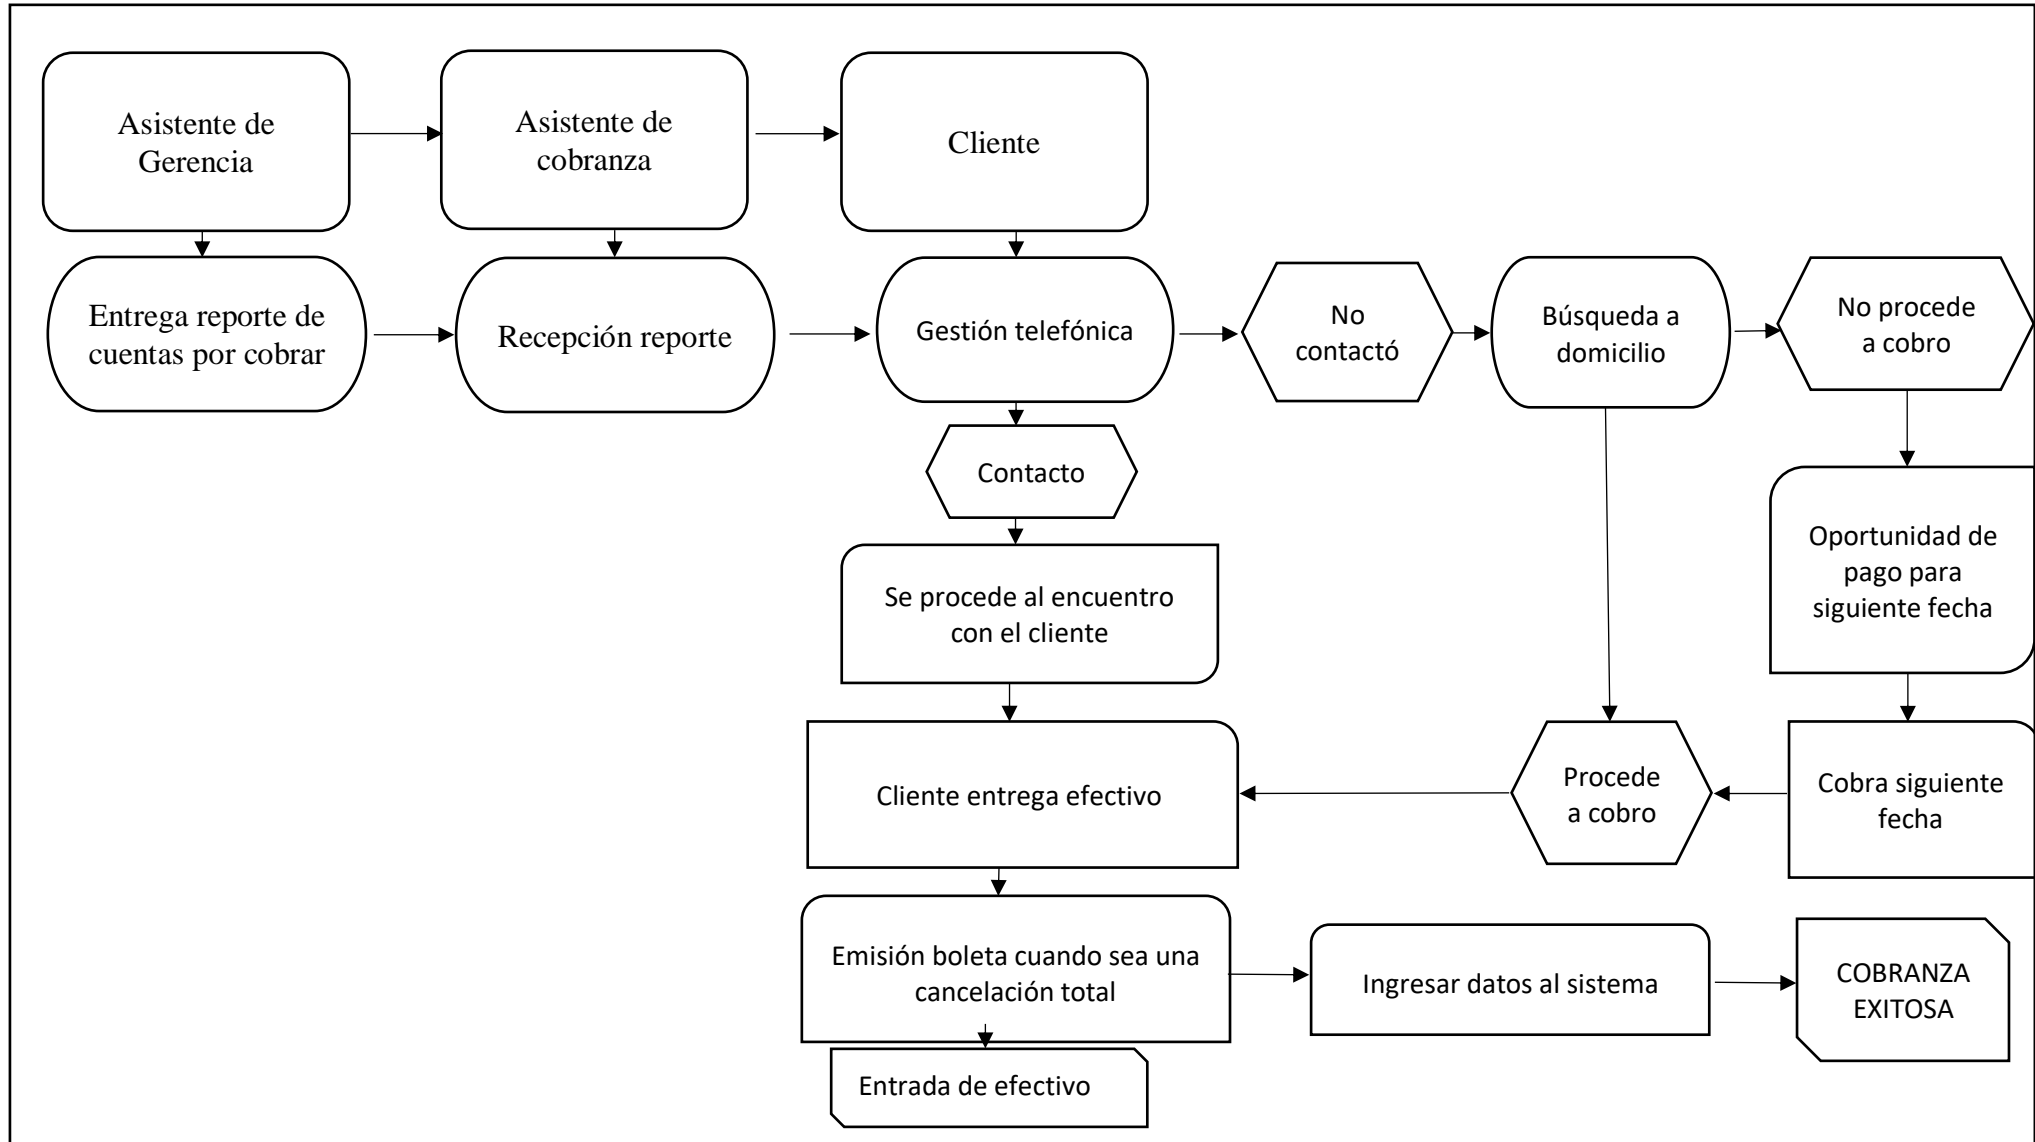 Asistente de
Gerencia
Asistente de
cobranza
Cliente
Entrega reporte de
cuentas por cobrar
Recepción reporte
Gestión telefónica
No
contactó
Búsqueda a
domicilio
No procede
a cobro
Contacto
Oportunidad de
pago para
siguiente fecha
Se procede al encuentro
con el cliente
Cliente entrega efectivo
Procede
a cobro
Cobra siguiente
fecha
Emisión boleta cuando sea una
cancelación total
Ingresar datos al sistema
COBRANZA
EXITOSA
Entrada de efectivo